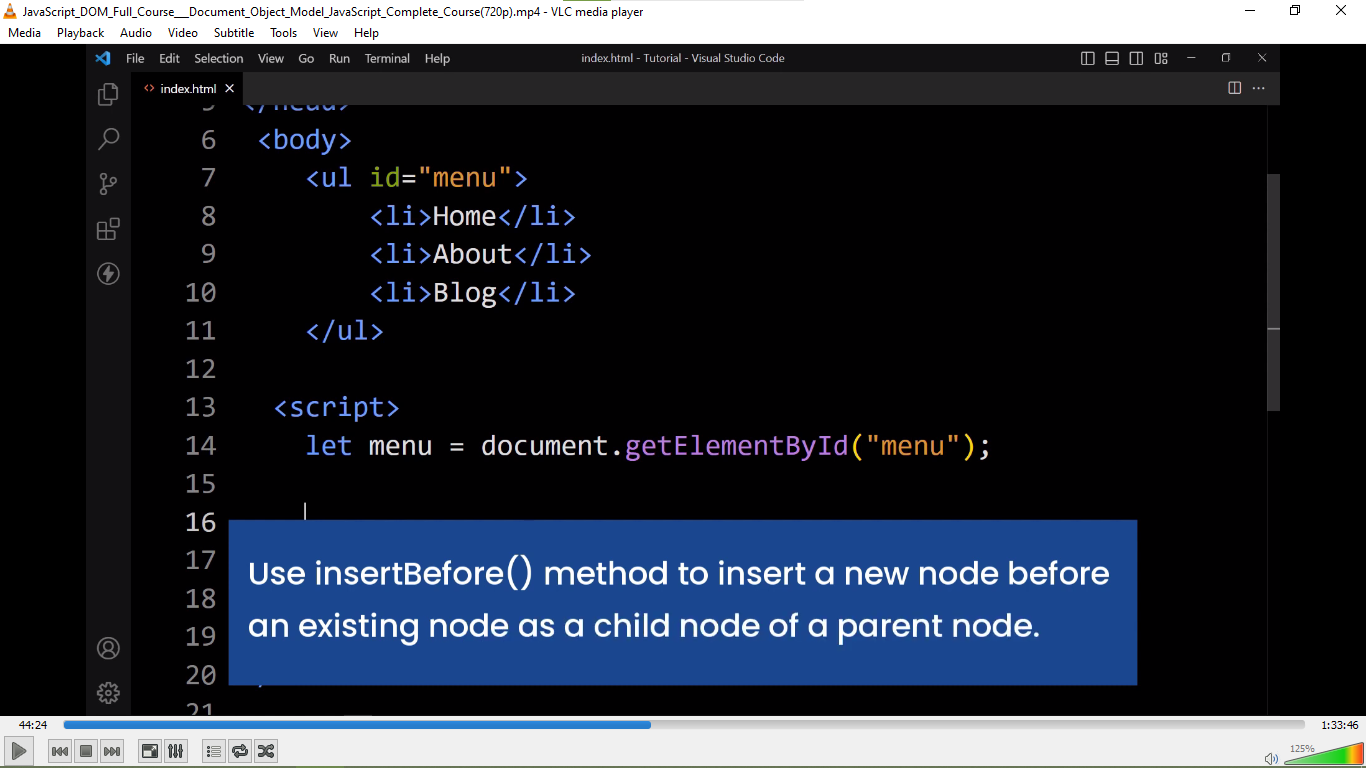 JavaScript_DOM_Full_Course___Document_Object_Model_JavaScript_Complete_Course(720p).mp4 - VLC media player
Media Playback Audio Video Subtitle Tools View Help
File Edit Selection View Go Run Terminal Help index.html - Tutorial - Visual Studio Code
<> index.html
5 </head>
6 <body>
7 <ul id="menu">
8 <li>Home</li>
9 <li>About</li>
10 <li>Blog</li>
11 </ul>
12
13 <script>
14 let menu = document.getElementById("menu");
15
16
17
18
19
20
21
Use insertBefore() method to insert a new node before
an existing node as a child node of a parent node.
44:24 1:33:46
125%